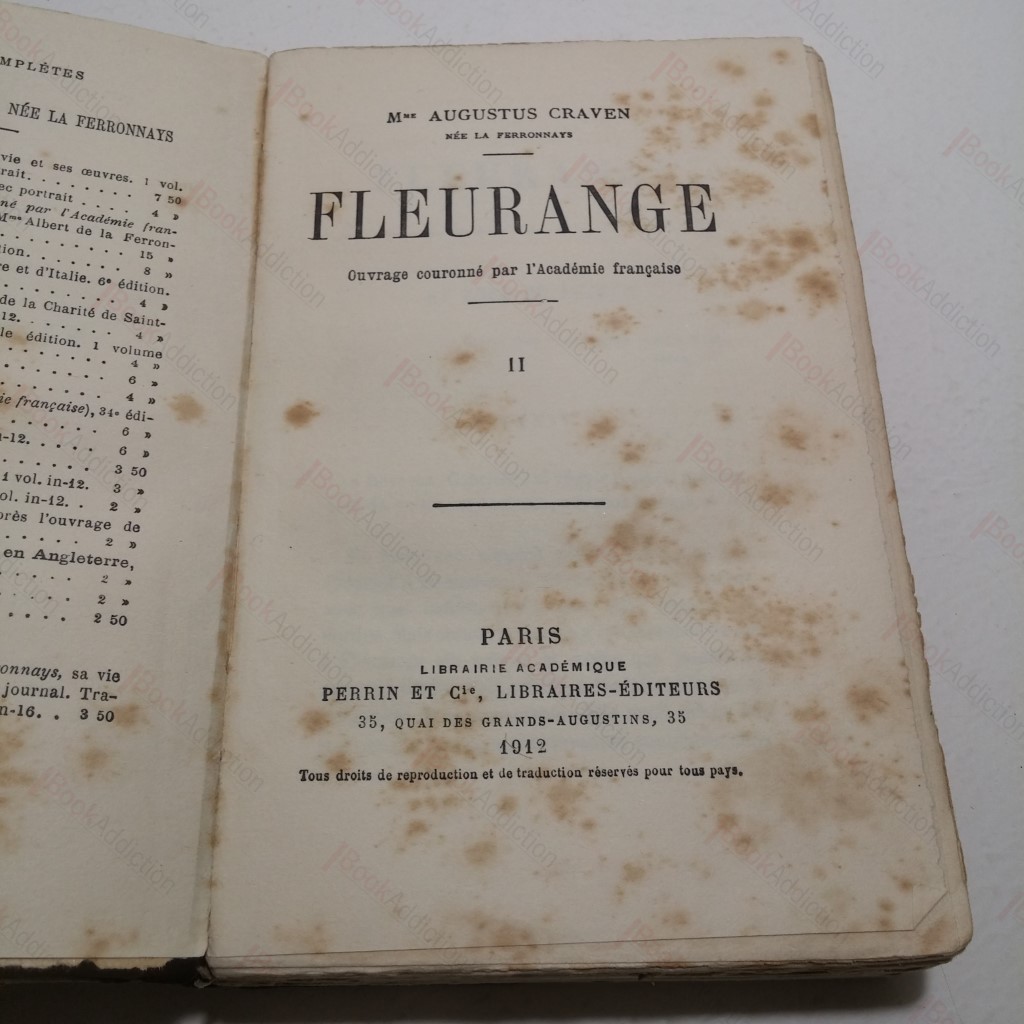 MPLÈTES
NÉE LA FERRONNAYS
vie et ses œuvres. 1 vol.
rait. . . . . . . . 7 50
ec portrait . . . . 4 »
né par l'Académie fran-
Mme Albert de la Ferron-
. . . . . . . . 15 »
tion. . . . . . . . 8 »
re et d'Italie. 6e édition.
. . . . . . . . 4 »
de la Charité de Saint-
12. . . . . . . . 4 »
le édition. 1 volume
. . . . . . . . 4 »
. . . . . . . . 6 »
. . . . . . . . 4 »
ie française), 34e édi-
. . . . . . . . 6 »
n-12. . . . . . 6 »
. . . . . . . . 3 50
1 vol. in-12. 3 »
ol. in-12. . 2 »
près l'ouvrage de
. . . . . . . 2 »
en Angleterre,
. . . . . . 2 »
. . . . . . 2 »
. . . . . . 2 50
onnays, sa vie
journal. Tra-
n-16. . 3 50
Mme AUGUSTUS CRAVEN
NÉE LA FERRONNAYS
FLEURANGE
Ouvrage couronné par l'Académie française
II
PARIS
LIBRAIRIE ACADÉMIQUE
PERRIN ET Cie, LIBRAIRES-ÉDITEURS
35, QUAI DES GRANDS-AUGUSTINS, 35
1912
Tous droits de reproduction et de traduction réservés pour tous pays.
BookAddiction